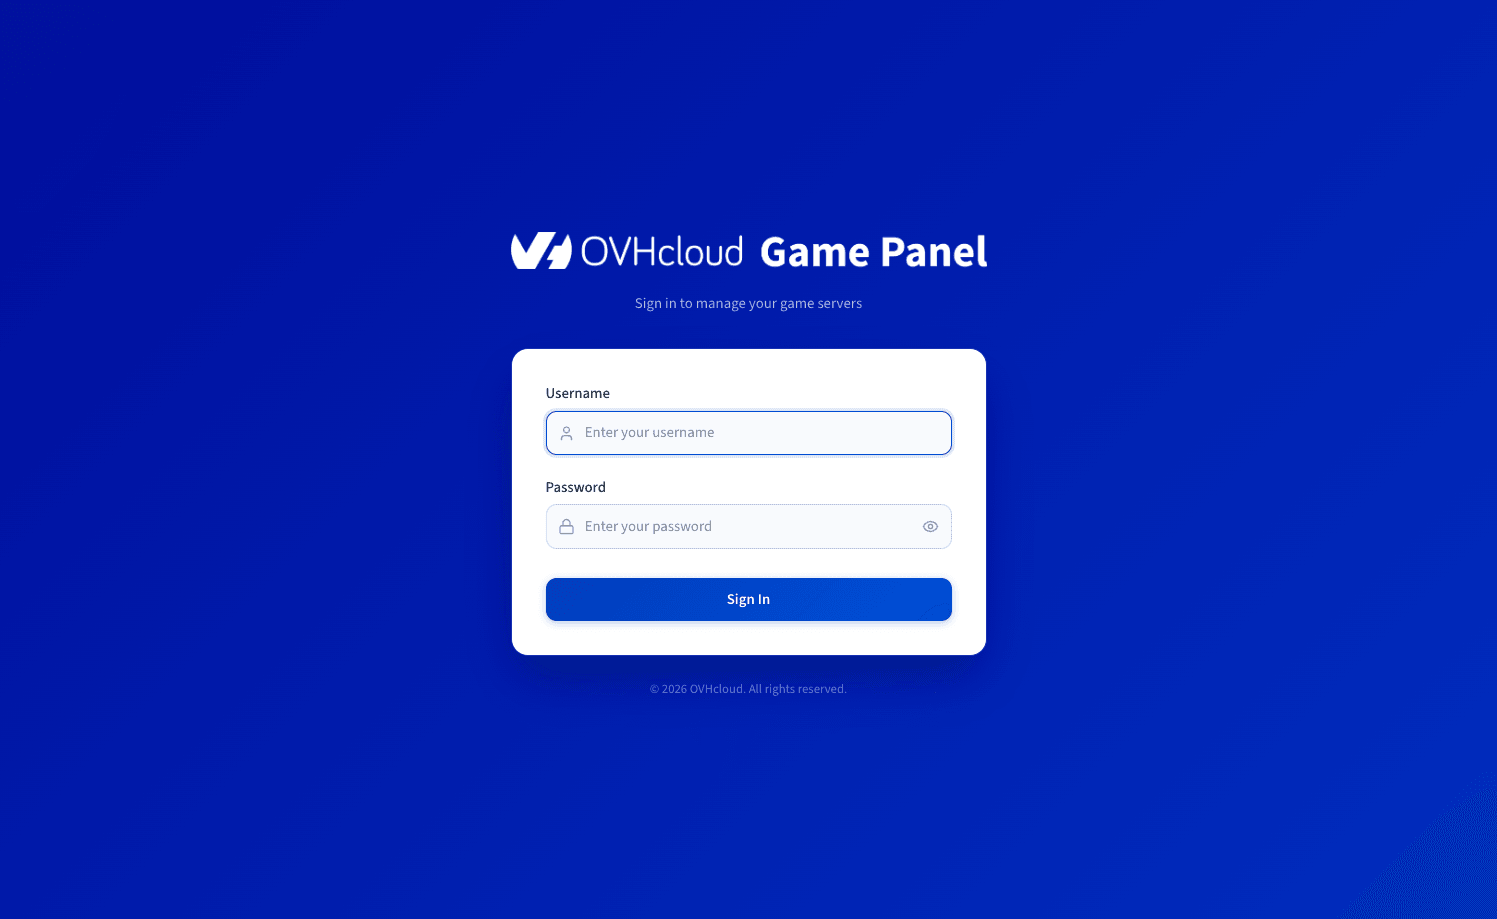 OVHcloud Game Panel
Sign in to manage your game servers
Username
Enter your username
Password
Enter your password
Sign In
© 2026 OVHcloud. All rights reserved.